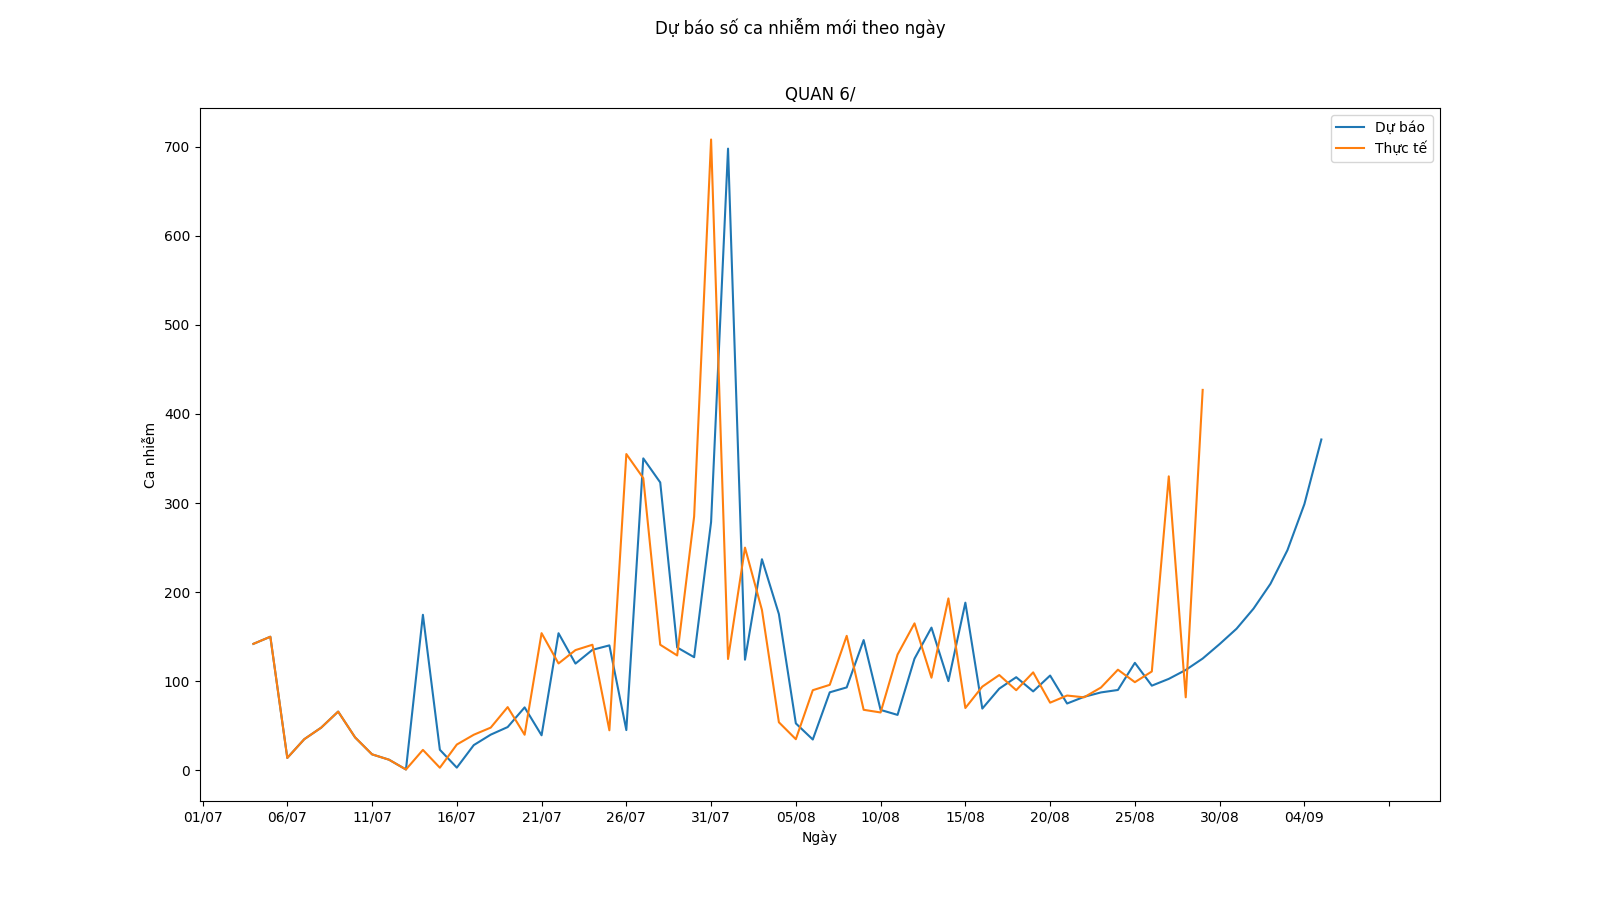 Dự báo số ca nhiễm mới theo ngày
QUAN 6/
Dự báo
Thực tế
700
600
500
400
300
200
100
0
Ca nhiễm
01/07 06/07 11/07 16/07 21/07 26/07 31/07 05/08 10/08 15/08 20/08 25/08 30/08 04/09
Ngày